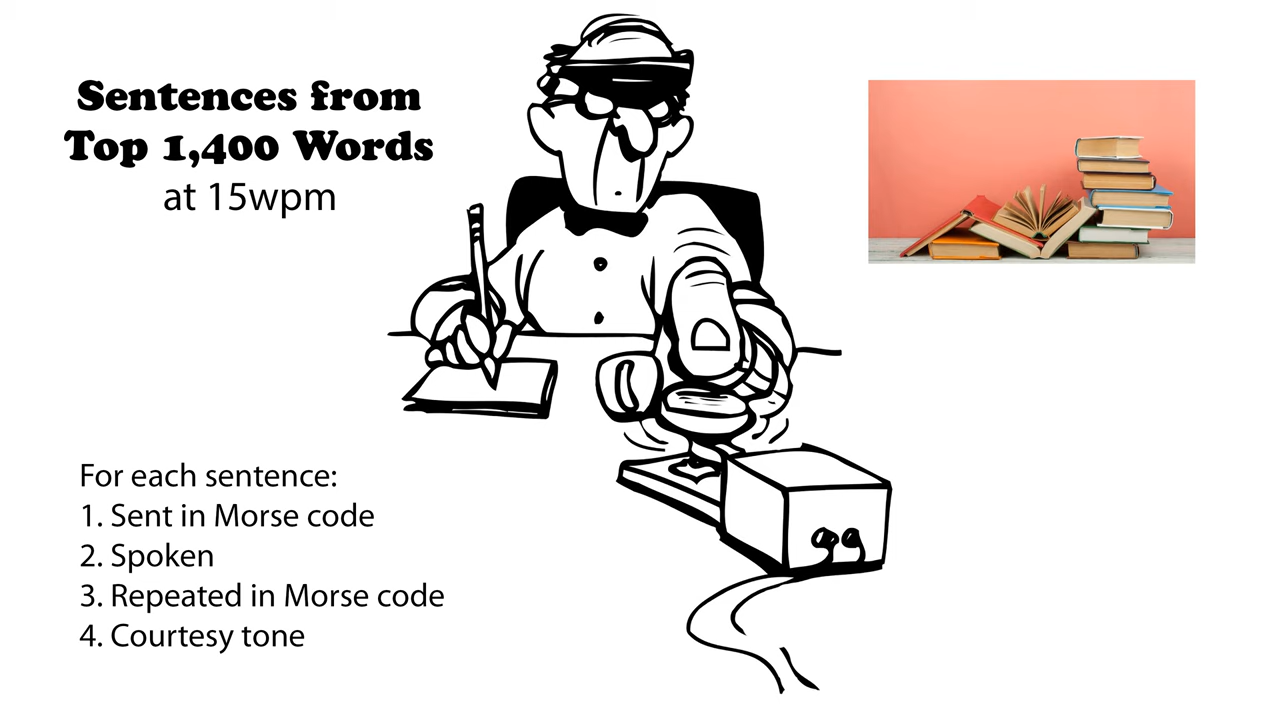 Sentences from
Top 1,400 Words
at 15wpm
For each sentence:
1. Sent in Morse code
2. Spoken
3. Repeated in Morse code
4. Courtesy tone